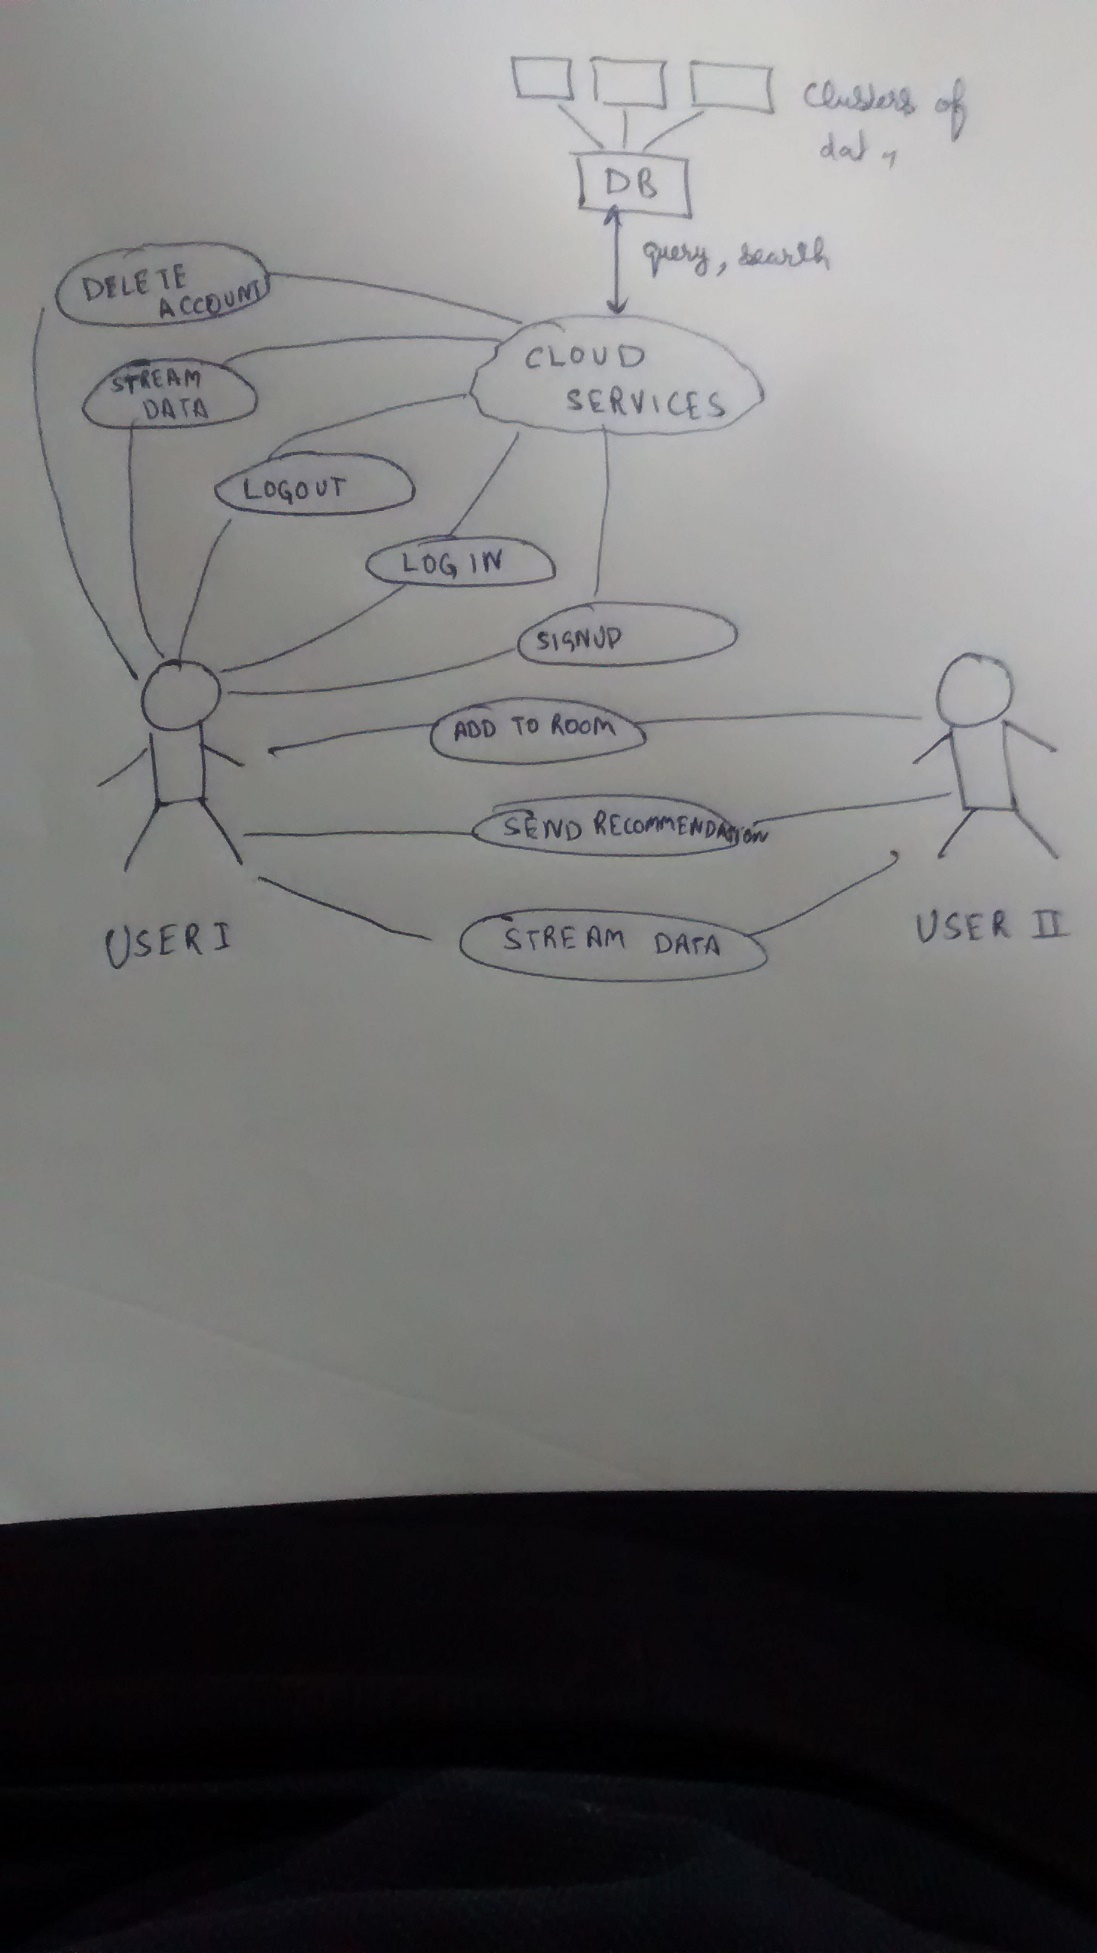 Clusters of
DB
query, search
DELETE
ACCOUNT
CLOUD
SERVICES
STREAM
DATA
LOGOUT
LOG IN
SIGNUP
ADD TO ROOM
SEND RECOMMENDATION
STREAM DATA
USER I
USER II